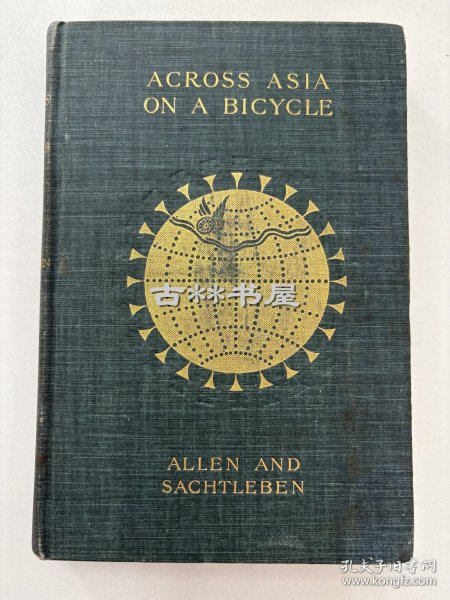 ACROSS ASIA
ON A BICYCLE
古**书屋
ALLEN AND
SACHTLEBEN
孔夫子旧书网
www.kongfz.com